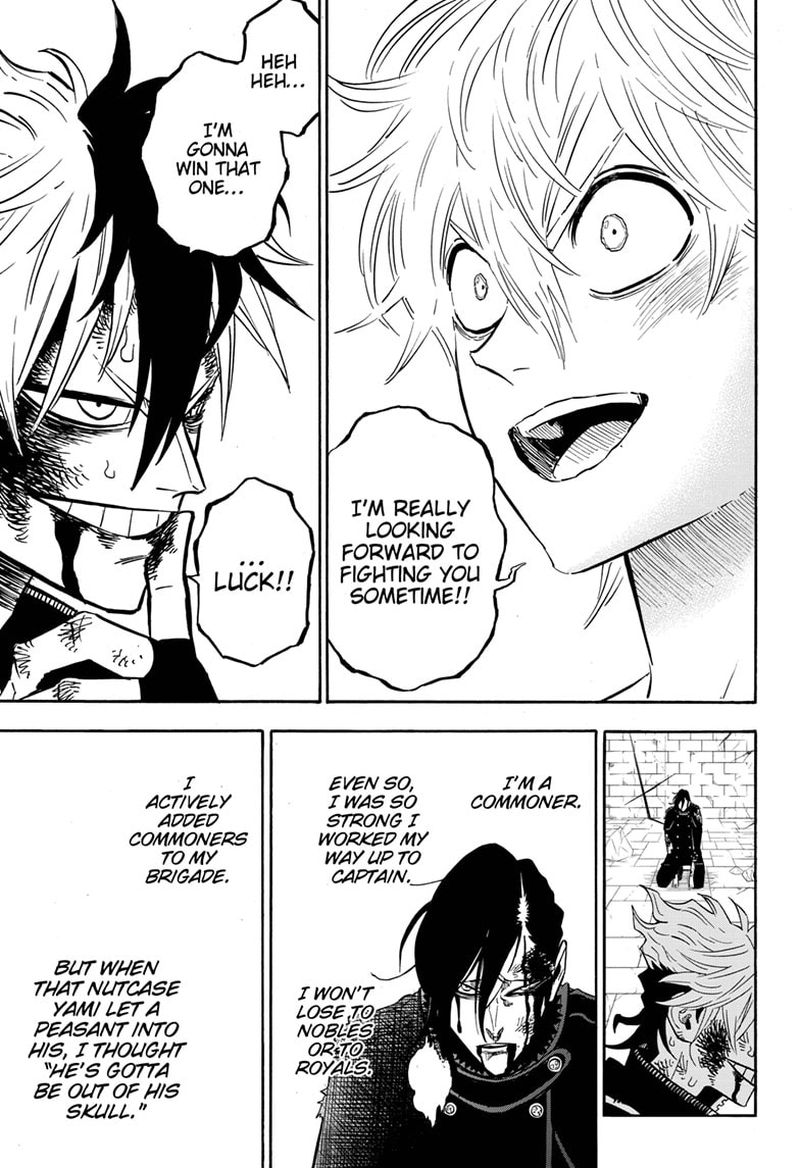 I'M REALLY
LOOKING
FORWARD TO
FIGHTING YOU
SOMETIME!!
HEH
HEH...
I'M
GONNA
WIN THAT
ONE...
...
LUCK!!
I'M A
COMMONER.
EVEN SO,
I WAS SO
STRONG I
WORKED MY
WAY UP TO
CAPTAIN.
I WON'T
LOSE TO
NOBLES
OR TO
ROYALS.
I
ACTIVELY
ADDED
COMMONERS
TO MY
BRIGADE.
BUT WHEN
THAT NUTCASE
YAMI LET A
PEASANT INTO
HIS, I THOUGHT
"HE'S GOTTA
BE OUT OF HIS
SKULL."